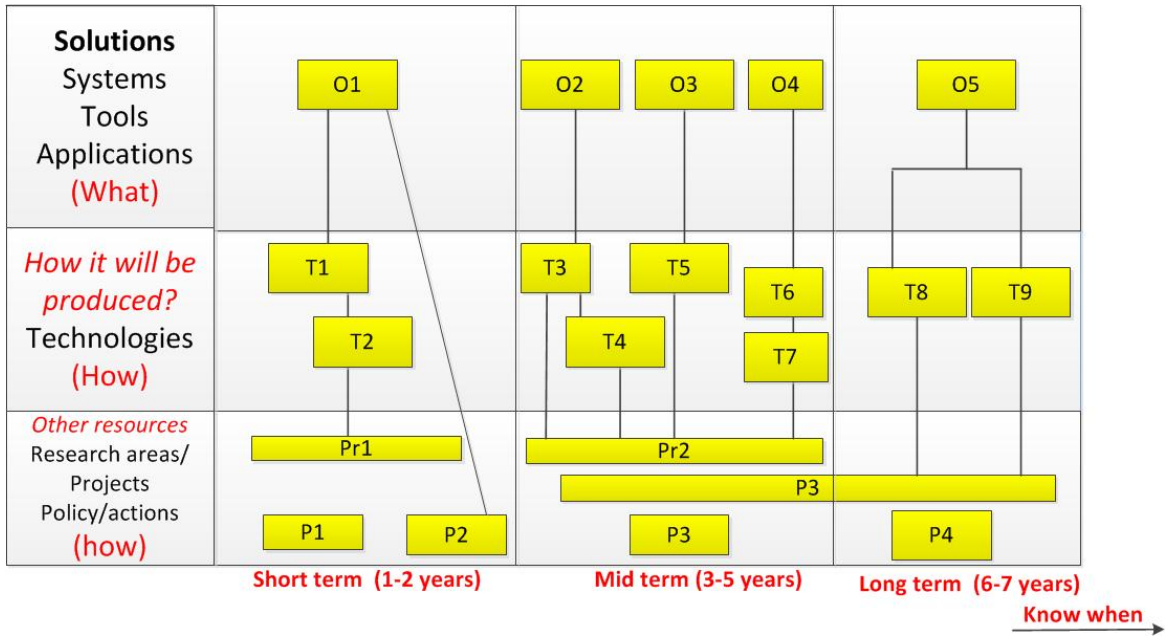 Solutions
Systems
Tools
Applications
(What)
O1
O2
O3
O4
O5
How it will be
produced?
Technologies
(How)
T1
T2
T3
T4
T5
T6
T7
T8
T9
Other resources
Research areas/
Projects
Policy/actions
(how)
Pr1
Pr2
P3
P1
P2
P3
P4
Short term (1-2 years)
Mid term (3-5 years)
Long term (6-7 years)
Know when